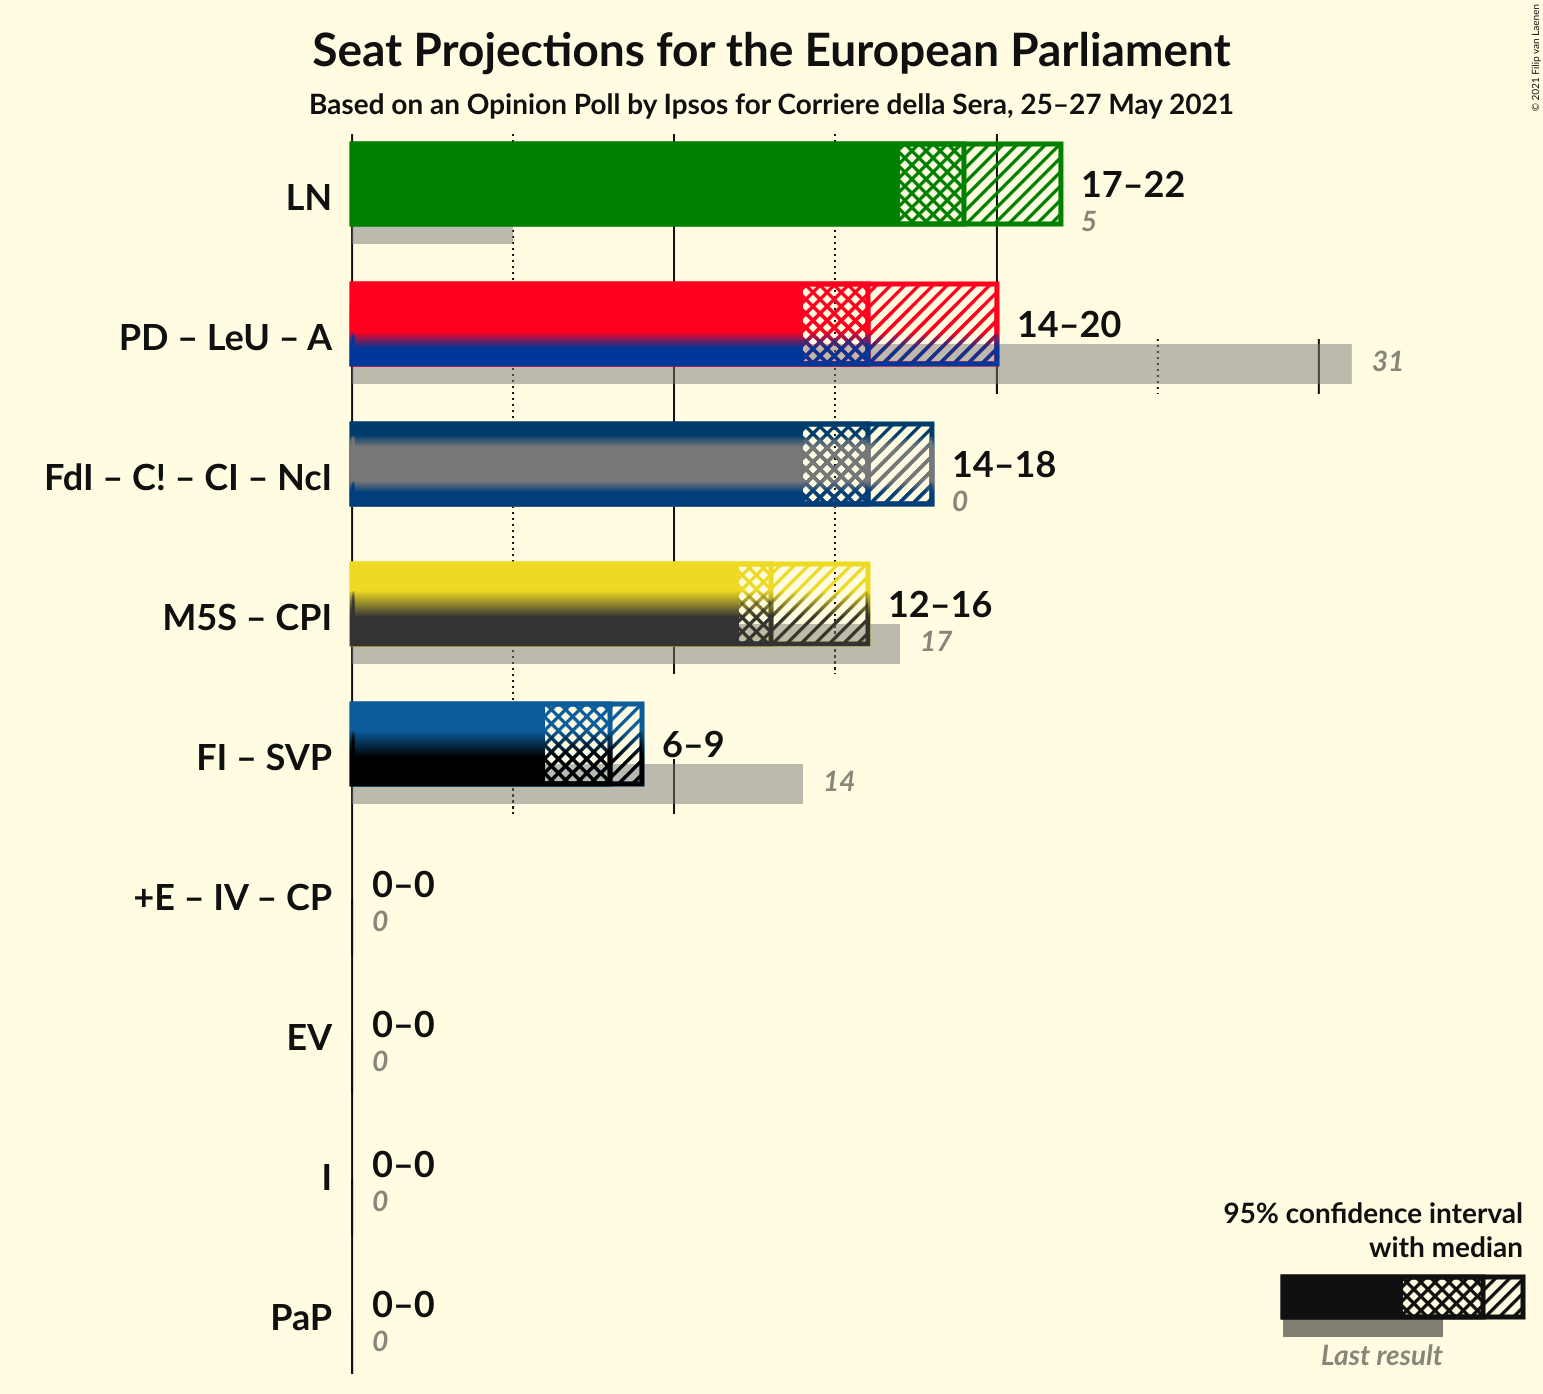 Seat Projections for the European Parliament
Based on an Opinion Poll by Ipsos for Corriere della Sera, 25–27 May 2021
© 2021 Filip van Laenen
LN
17–22
5
PD – LeU – A
14–20
31
FdI – C! – CI – NcI
14–18
0
M5S – CPI
12–16
17
FI – SVP
6–9
14
+E – IV – CP
0–0
0
EV
0–0
0
I
0–0
0
PaP
0–0
0
95% confidence interval
with median
Last result